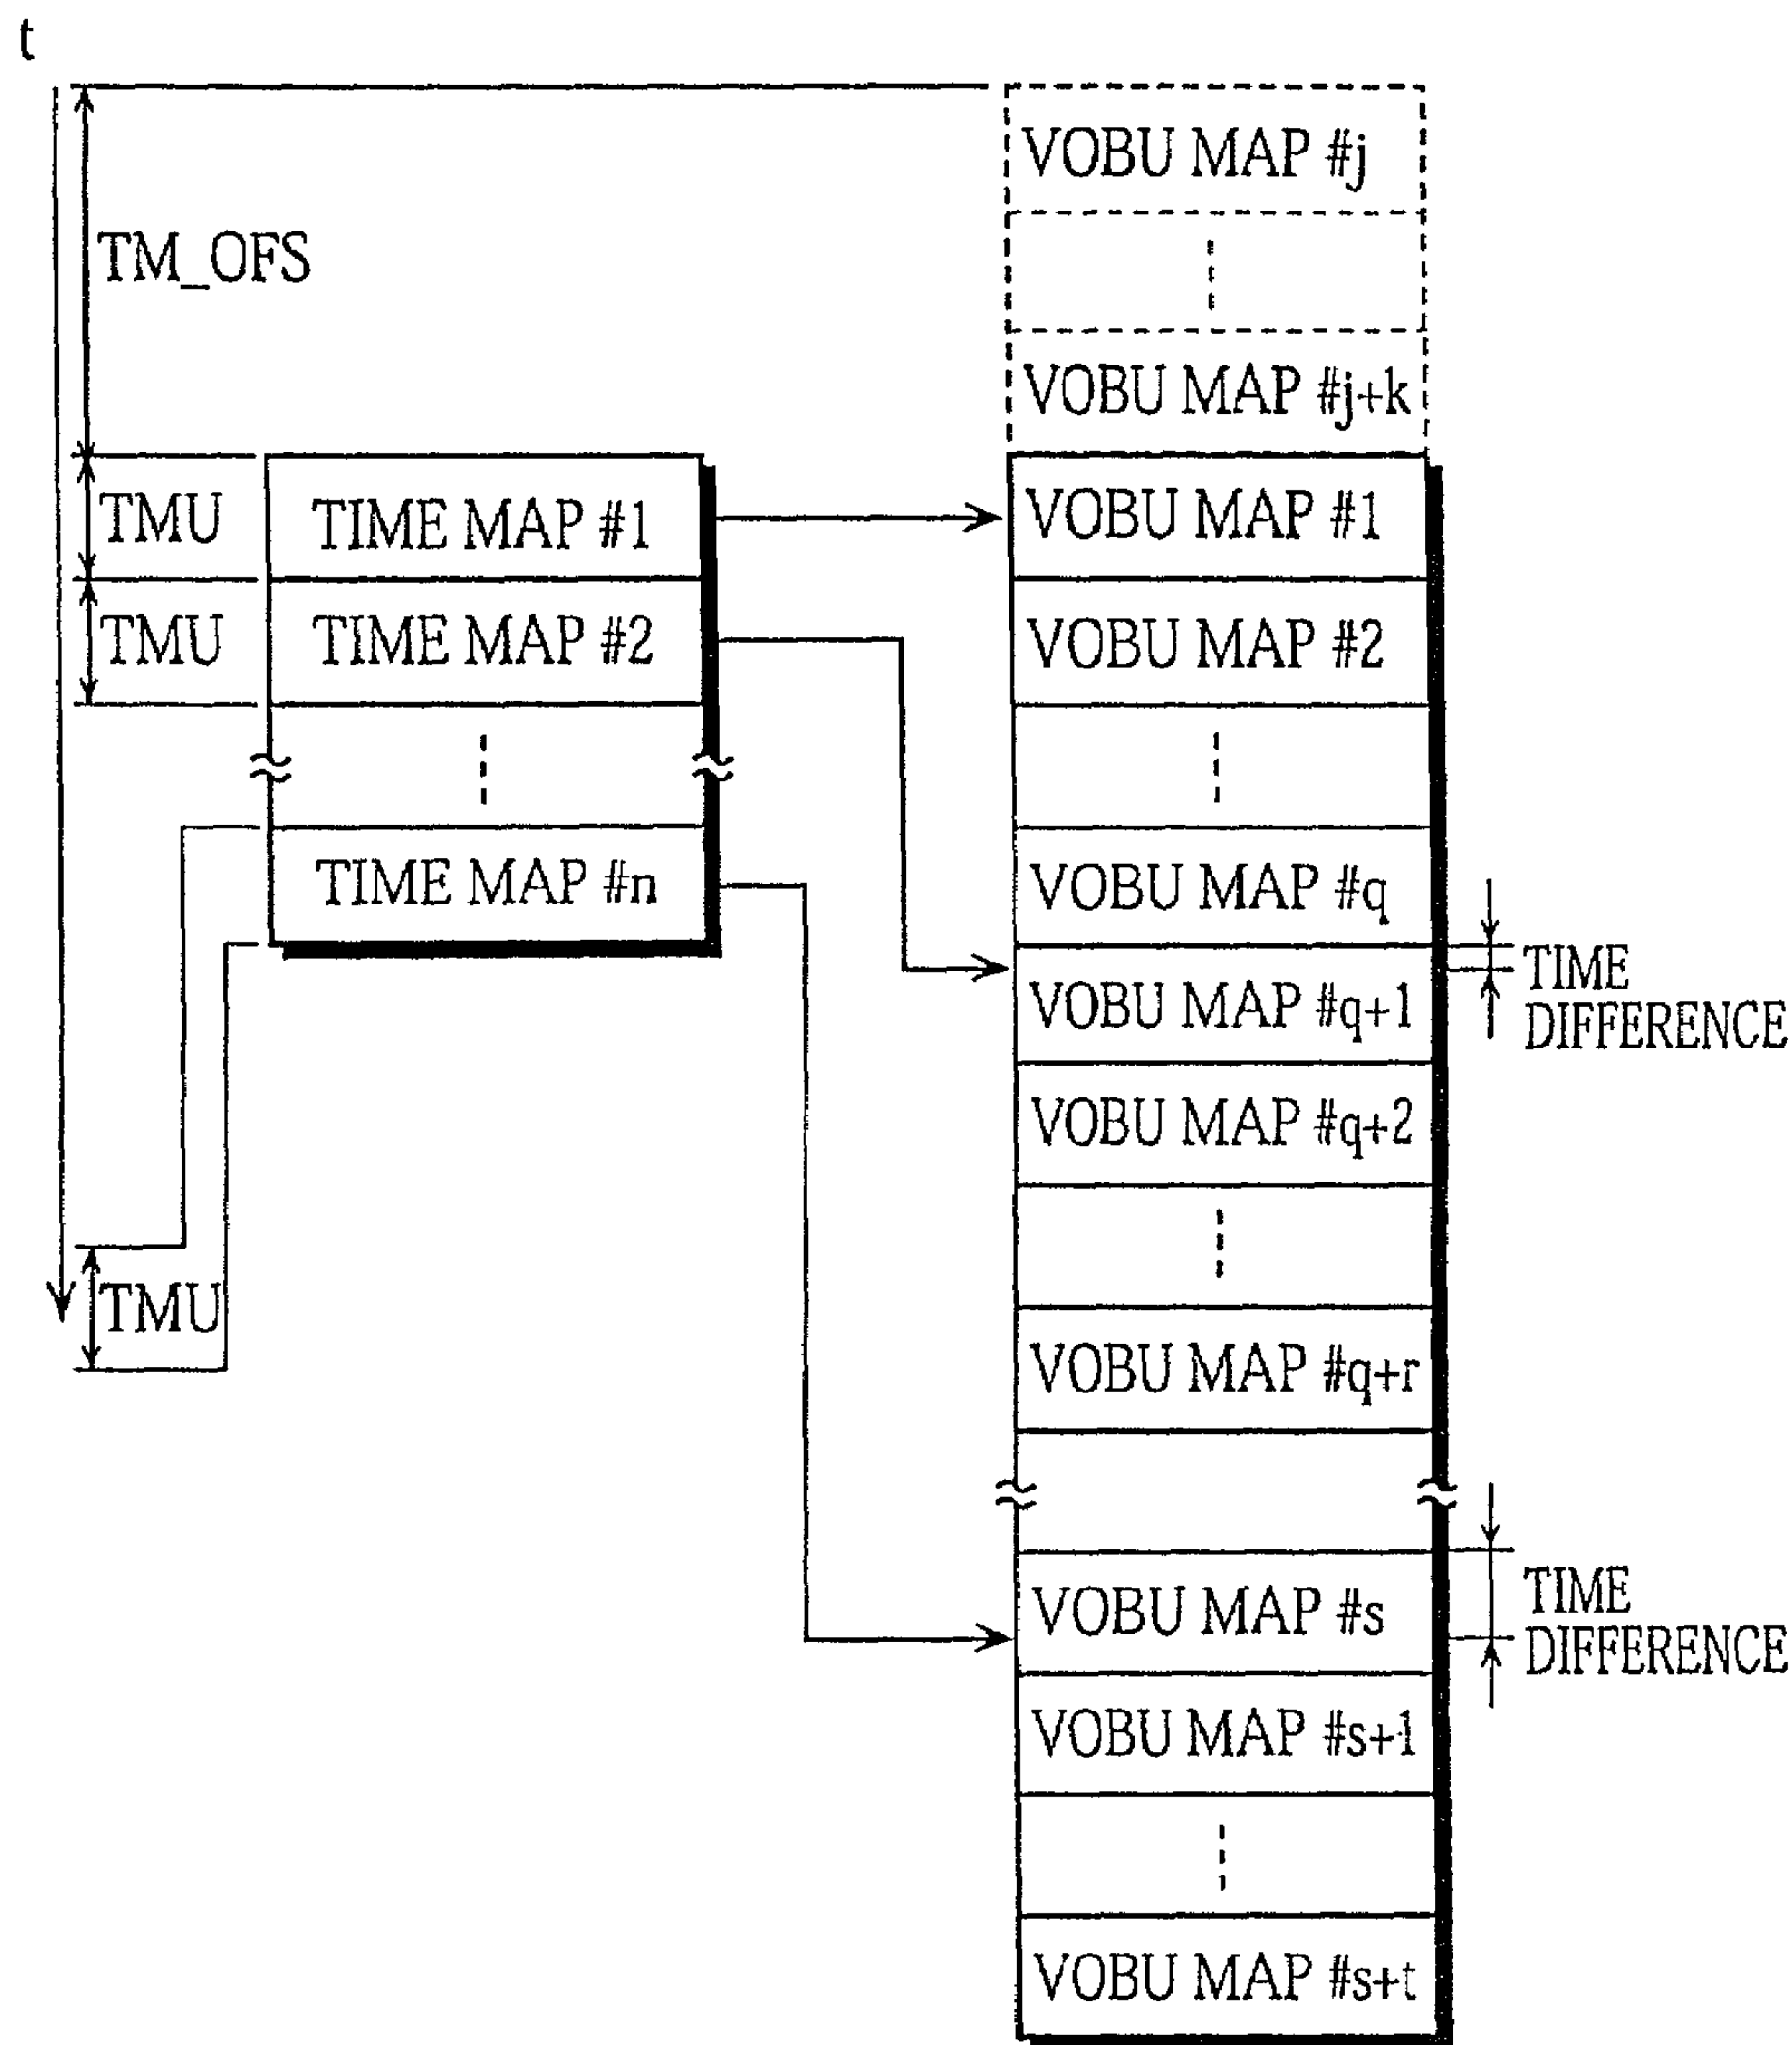 t
VOBU MAP #j
TM_OFS
VOBU MAP #j+k
TMU
TIME MAP #1
VOBU MAP #1
TMU
TIME MAP #2
VOBU MAP #2
TIME MAP #n
VOBU MAP #q
TIME
DIFFERENCE
VOBU MAP #q+1
VOBU MAP #q+2
TMU
VOBU MAP #q+r
VOBU MAP #s
TIME
DIFFERENCE
VOBU MAP #s+1
VOBU MAP #s+t